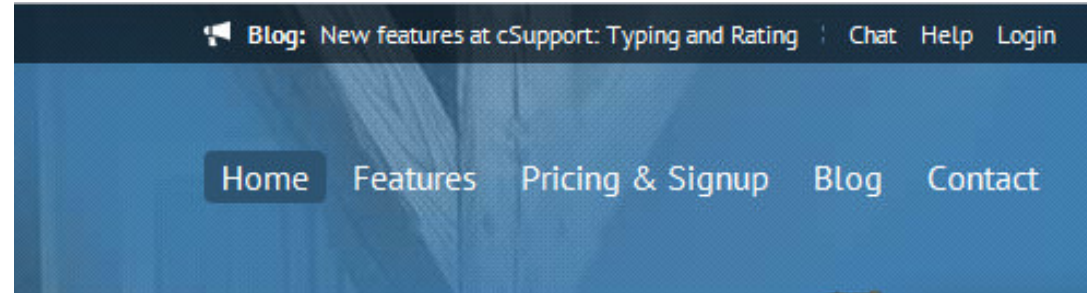 Blog: New features at cSupport: Typing and Rating Chat Help Login
Home Features Pricing & Signup Blog Contact